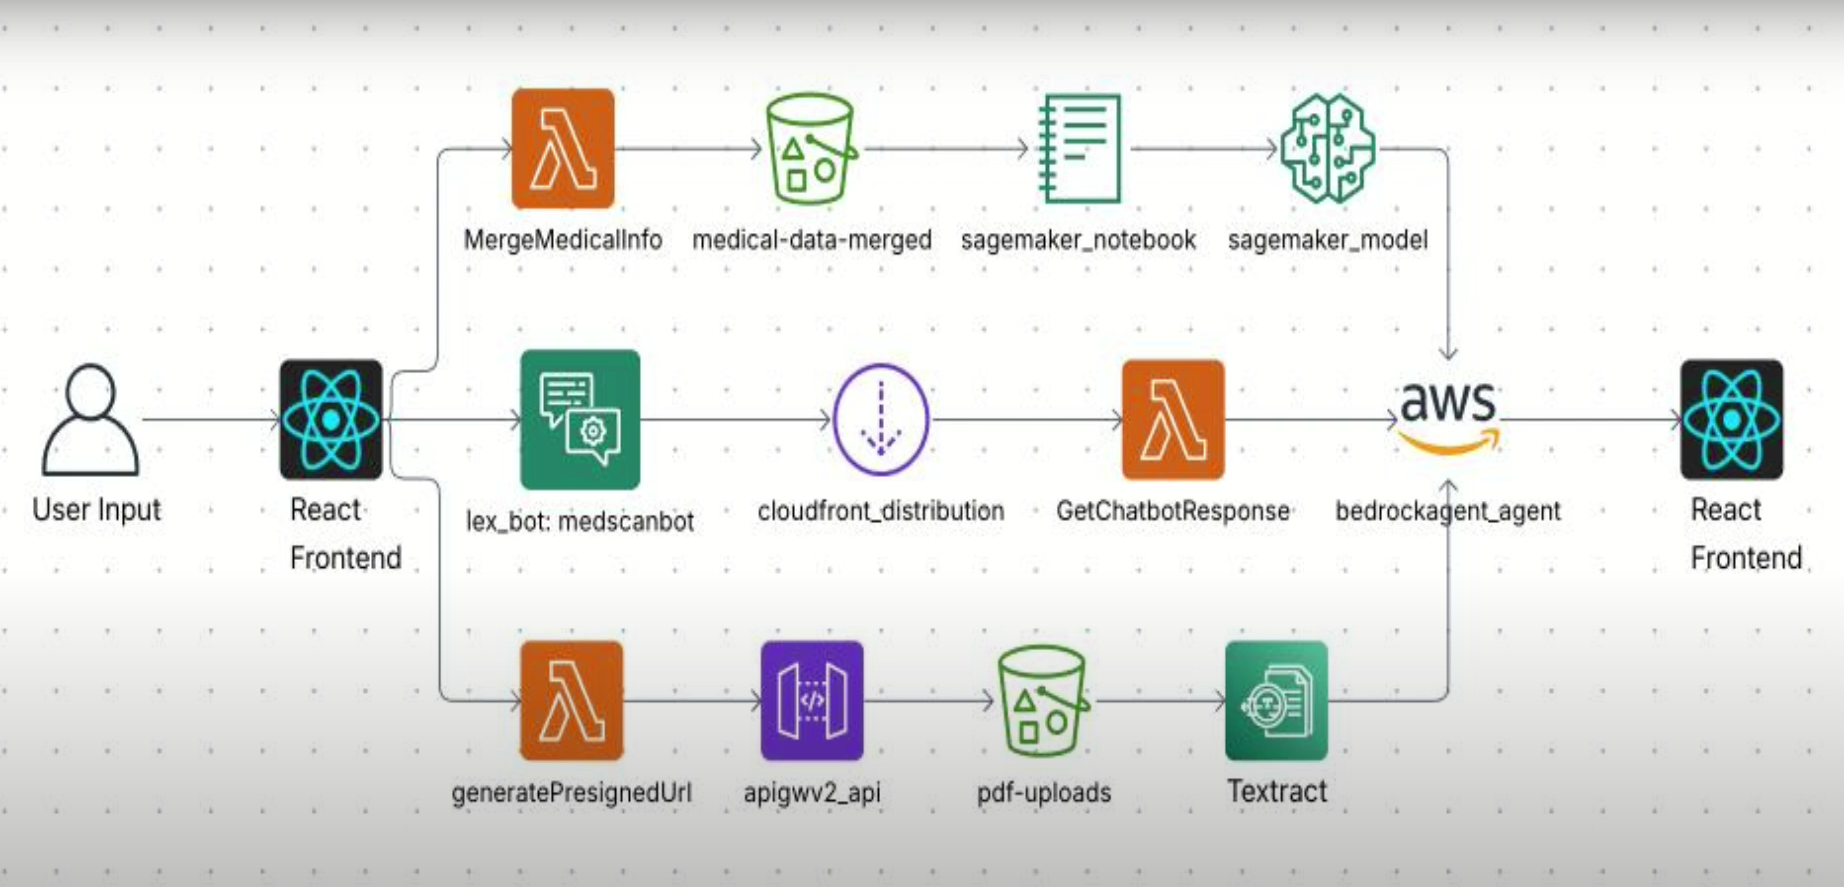 MergeMedicalInfo
medical-data-merged
sagemaker_notebook
sagemaker_model
aws
User Input
React
Frontend
lex_bot: medscanbot
cloudfront_distribution
GetChatbotResponse
bedrockagent_agent
React
Frontend
</>
generatePresignedUrl
apigwv2_api
pdf-uploads
T
Textract